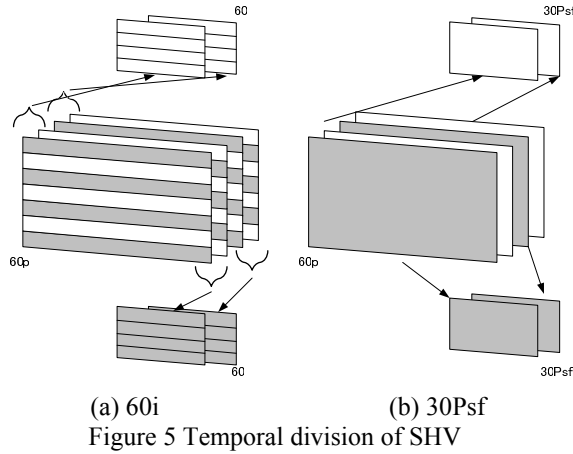 60
30Psf
60p
60p
60
30Psf
(a) 60i
(b) 30Psf
Figure 5 Temporal division of SHV